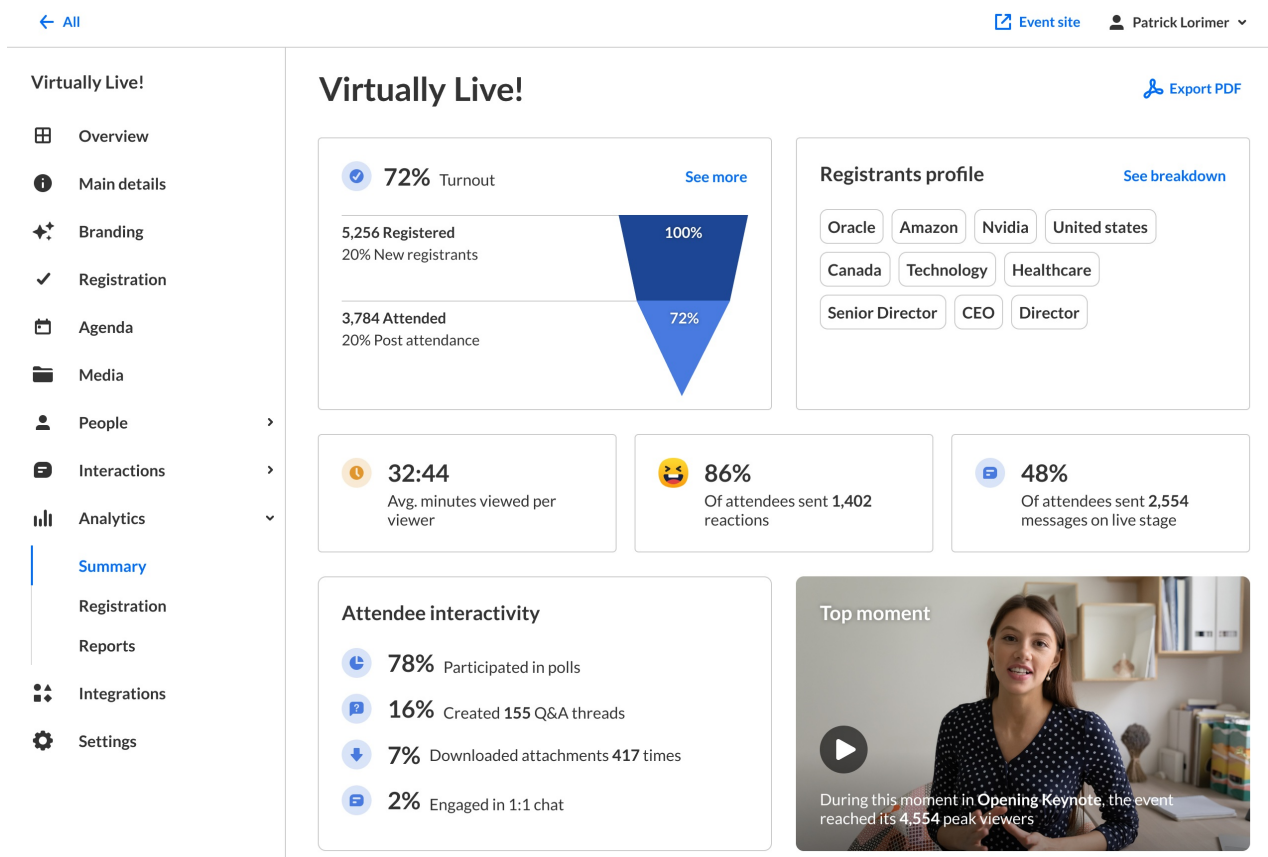 All
Event site
Patrick Lorimer
Virtually Live!
Overview
Main details
Branding
Registration
Agenda
Media
People
Interactions
Analytics
Summary
Registration
Reports
Integrations
Settings
Virtually Live!
Export PDF
72% Turnout
See more
5,256 Registered
20% New registrants
100%
3,784 Attended
20% Post attendance
72%
Registrants profile
See breakdown
Oracle
Amazon
Nvidia
United states
Canada
Technology
Healthcare
Senior Director
CEO
Director
32:44
Avg. minutes viewed per
viewer
86%
Of attendees sent 1,402
reactions
48%
Of attendees sent 2,554
messages on live stage
Attendee interactivity
78% Participated in polls
16% Created 155 Q&A threads
7% Downloaded attachments 417 times
2% Engaged in 1:1 chat
Top moment
During this moment in Opening Keynote, the event
reached its 4,554 peak viewers